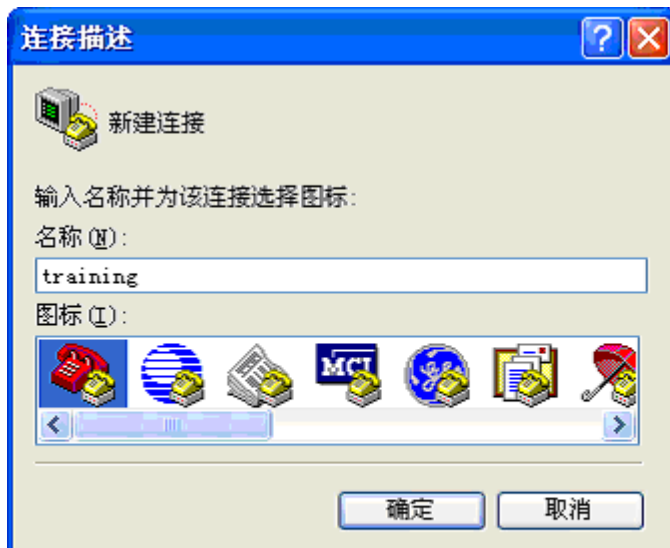 连接描述
新建连接
输入名称并为该连接选择图标:
名称(N):
training
图标(I):
MCI
确定 取消